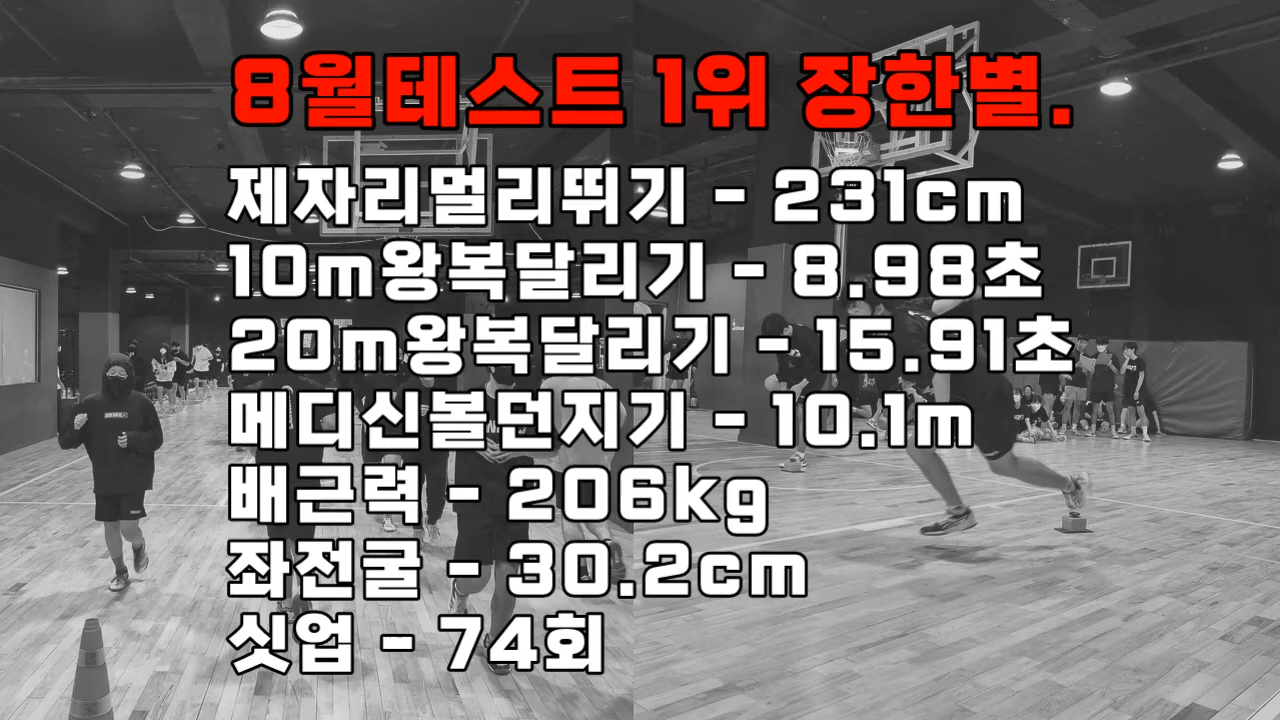 8월테스트 1위 장한별.
제자리멀리뛰기 - 231cm
10m왕복달리기 - 8.98초
20m왕복달리기 - 15.91초
메디신볼던지기 - 10.1m
배근력 - 206kg
좌전굴 - 30.2cm
싯업 - 74회